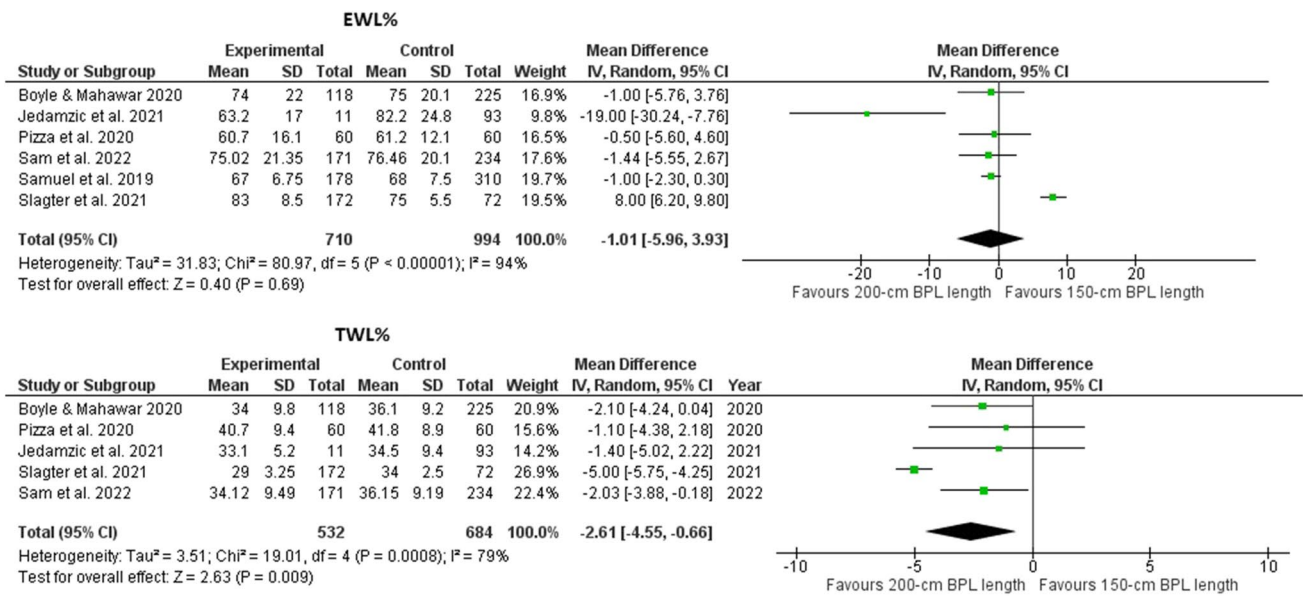 EWL%
Experimental Control Mean Difference Mean Difference
Study or Subgroup Mean SD Total Mean SD Total Weight IV, Random, 95% CI IV, Random, 95% CI
Boyle & Mahawar 2020 74 22 118 75 20.1 225 16.9% -1.00 [-5.76, 3.76]
Jedamzic et al. 2021 63.2 17 11 82.2 24.8 93 9.8% -19.00 [-30.24, -7.76]
Pizza et al. 2020 60.7 16.1 60 61.2 12.1 60 16.5% -0.50 [-5.60, 4.60]
Sam et al. 2022 75.02 21.35 171 76.46 20.1 234 17.6% -1.44 [-5.55, 2.67]
Samuel et al. 2019 67 6.75 178 68 7.5 310 19.7% -1.00 [-2.30, 0.30]
Slagter et al. 2021 83 8.5 172 75 5.5 72 19.5% 8.00 [6.20, 9.80]
Total (95% CI) 710 994 100.0% -1.01 [-5.96, 3.93]
Heterogeneity: Tau² = 31.83; Chi² = 80.97, df = 5 (P < 0.00001); I² = 94%
Test for overall effect: Z = 0.40 (P = 0.69)
-20 -10 0 10 20
Favours 200-cm BPL length Favours 150-cm BPL length
TWL%
Experimental Control Mean Difference Mean Difference
Study or Subgroup Mean SD Total Mean SD Total Weight IV, Random, 95% CI Year IV, Random, 95% CI
Boyle & Mahawar 2020 34 9.8 118 36.1 9.2 225 20.9% -2.10 [-4.24, 0.04] 2020
Pizza et al. 2020 40.7 9.4 60 41.8 8.9 60 15.6% -1.10 [-4.38, 2.18] 2020
Jedamzic et al. 2021 33.1 5.2 11 34.5 9.4 93 14.2% -1.40 [-5.02, 2.22] 2021
Slagter et al. 2021 29 3.25 172 34 2.5 72 26.9% -5.00 [-5.75, -4.25] 2021
Sam et al. 2022 34.12 9.49 171 36.15 9.19 234 22.4% -2.03 [-3.88, -0.18] 2022
Total (95% CI) 532 684 100.0% -2.61 [-4.55, -0.66]
Heterogeneity: Tau² = 3.51; Chi² = 19.01, df = 4 (P = 0.0008); I² = 79%
Test for overall effect: Z = 2.63 (P = 0.009)
-10 -5 0 5 10
Favours 200-cm BPL length Favours 150-cm BPL length